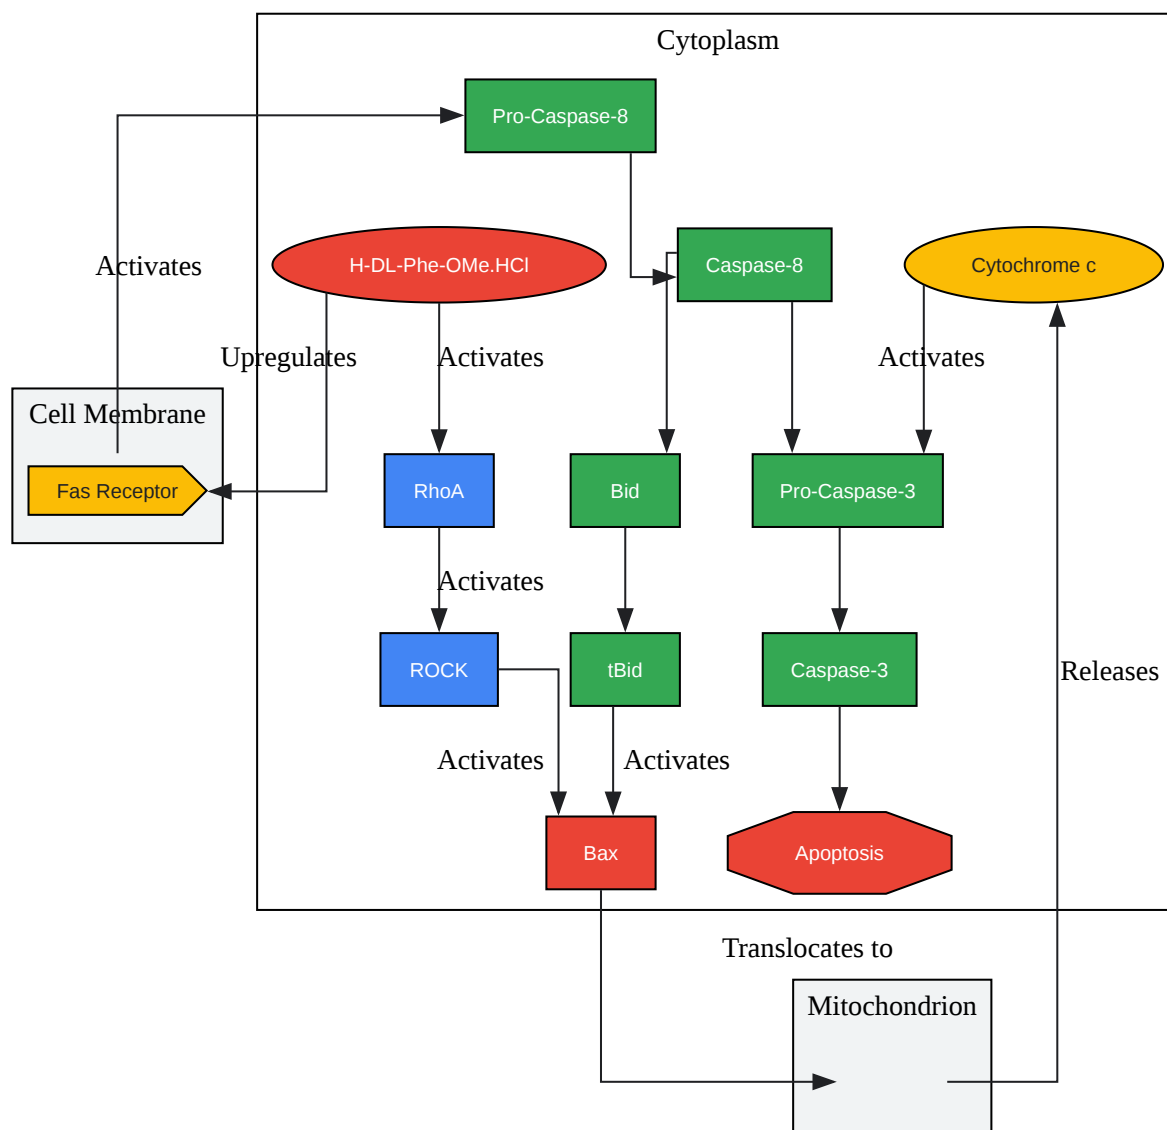 Cytoplasm
Pro-Caspase-8
Activates
H-DL-Phe-OMe.HCl
Caspase-8
Cytochrome c
Upregulates
Activates
Activates
Cell Membrane
Fas Receptor
RhoA
Bid
Pro-Caspase-3
Activates
ROCK
tBid
Caspase-3
Releases
Activates
Activates
Bax
Apoptosis
Translocates to
Mitochondrion